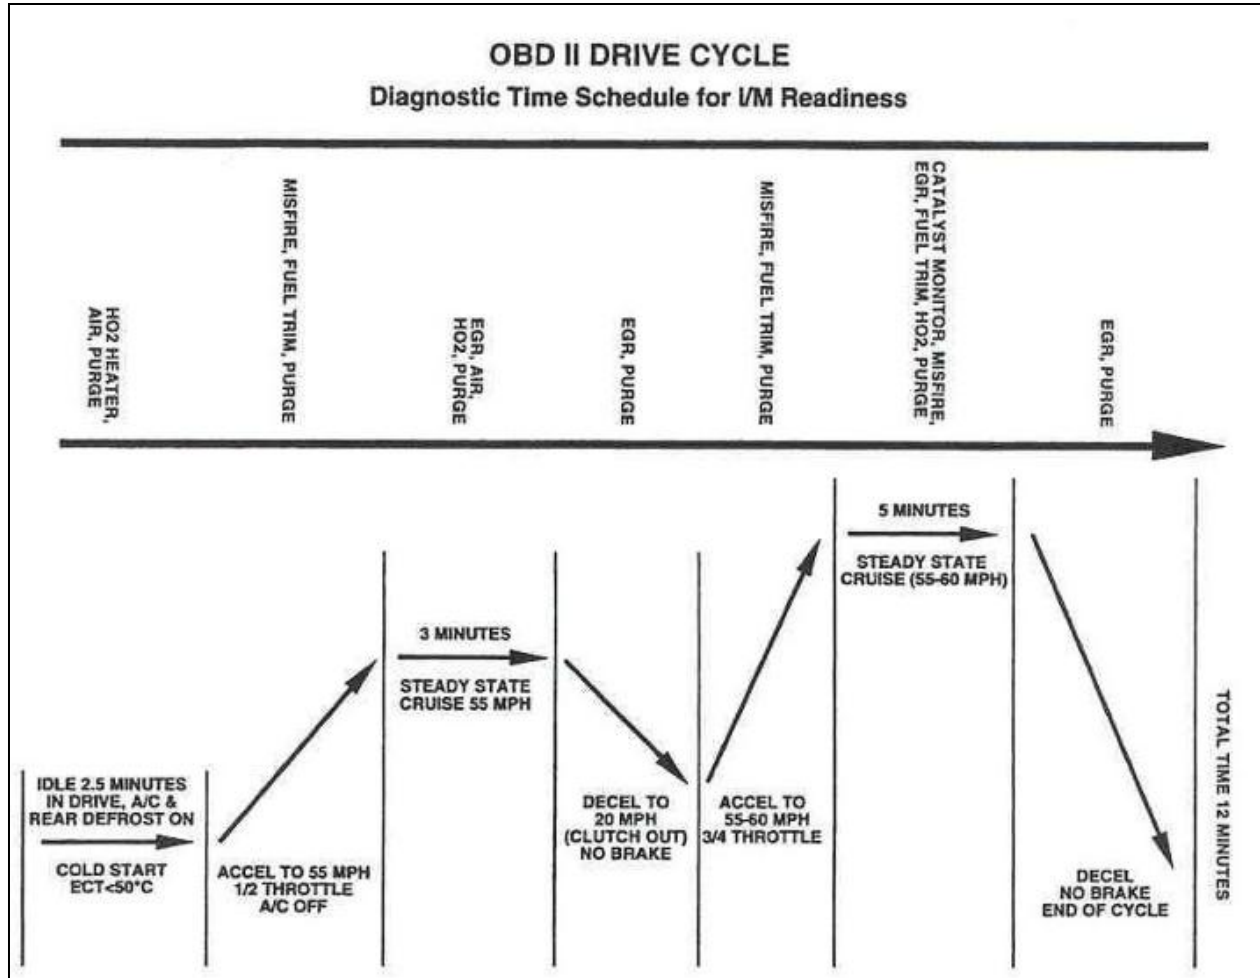 OBD II DRIVE CYCLE
Diagnostic Time Schedule for I/M Readiness
HO2 HEATER,
AIR, PURGE
MISFIRE, FUEL TRIM, PURGE
EGR, AIR,
HO2, PURGE
EGR, PURGE
MISFIRE, FUEL TRIM, PURGE
CATALYST MONITOR, MISFIRE,
EGR, FUEL TRIM, HO2, PURGE
EGR, PURGE
IDLE 2.5 MINUTES
IN DRIVE, A/C &
REAR DEFROST ON
COLD START
ECT<50°C
ACCEL TO 55 MPH
1/2 THROTTLE
A/C OFF
3 MINUTES
STEADY STATE
CRUISE 55 MPH
DECEL TO
20 MPH
(CLUTCH OUT)
NO BRAKE
ACCEL TO
55-60 MPH
3/4 THROTTLE
5 MINUTES
STEADY STATE
CRUISE (55-60 MPH)
DECEL
NO BRAKE
END OF CYCLE
TOTAL TIME 12 MINUTES